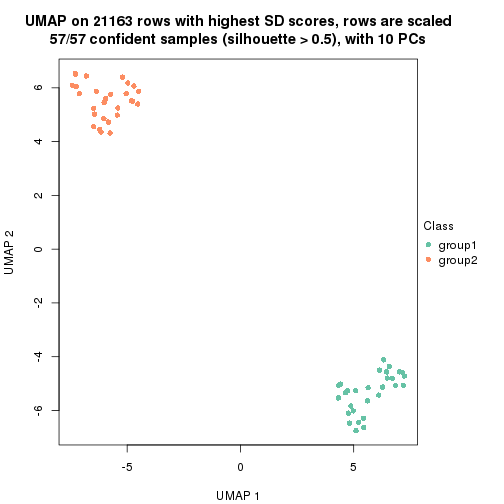 UMAP on 21163 rows with highest SD scores, rows are scaled
57/57 confident samples (silhouette > 0.5), with 10 PCs
6
4
2
0
-2
-4
-6
UMAP 2
-5
0
5
UMAP 1
Class
group1
group2